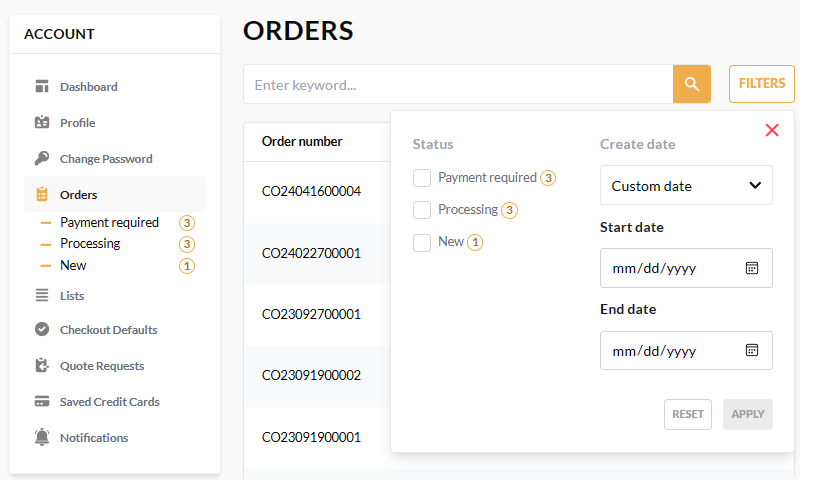 ACCOUNT
Dashboard
Profile
Change Password
Orders
Payment required 3
Processing 3
New 1
Lists
Checkout Defaults
Quote Requests
Saved Credit Cards
Notifications
ORDERS
Enter keyword...
FILTERS
Order number
CO24041600004
CO24022700001
CO23092700001
CO23091900002
CO23091900001
Status
Payment required 3
Processing 3
New 1
Create date
Custom date
Start date
mm/dd/yyyy
End date
mm/dd/yyyy
RESET APPLY